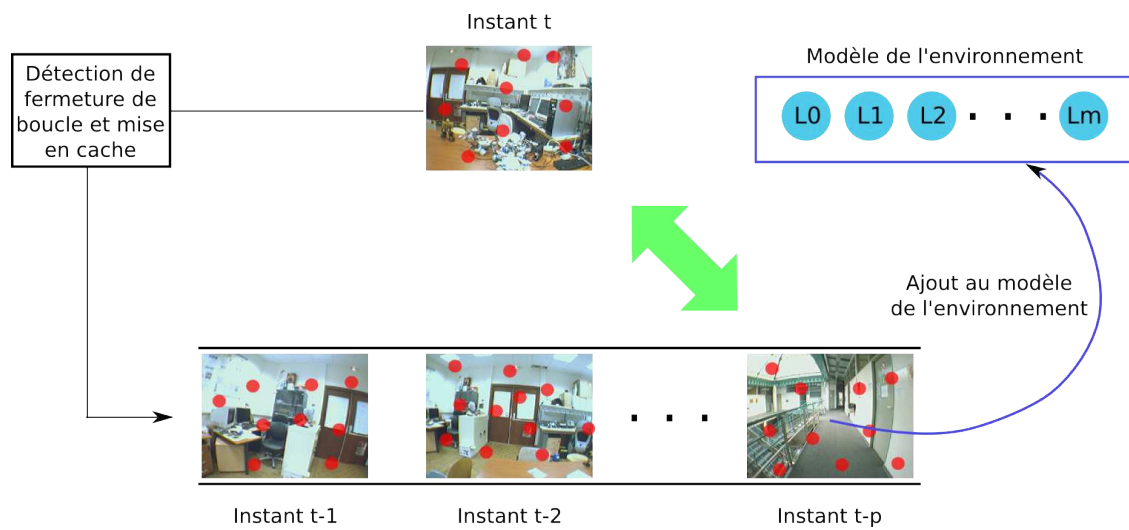 Instant t
Détection de
fermeture de
boucle et mise
en cache
Modèle de l'environnement
L0 L1 L2 . . . Lm
Ajout au modèle
de l'environnement
. . .
Instant t-1
Instant t-2
Instant t-p